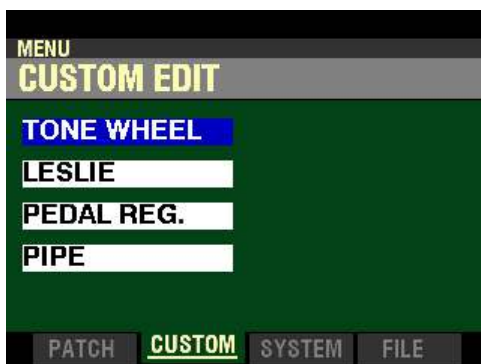 MENU
CUSTOM EDIT
TONE WHEEL
LESLIE
PEDAL REG.
PIPE
PATCH CUSTOM SYSTEM FILE